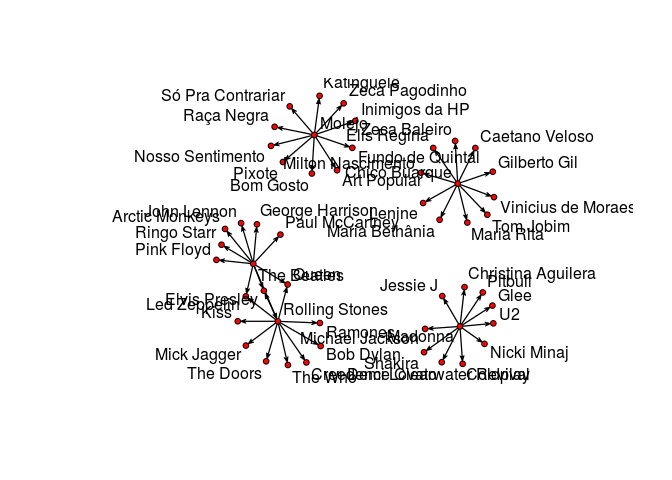 Katinguele
Zeca Pagodinho
Só Pra Contrariar
Inimigos da HP
Raça Negra
Molejo
Zeca Baleiro
Elis Regina
Caetano Veloso
Nosso Sentimento
Fundo de Quintal
Milton Nascimento
Gilberto Gil
Pixote
Chico Buarque
Art Popular
Bom Gosto
Vinicius de Moraes
John Lennon
George Harrison
Lenine
Arctic Monkeys
Paul McCartney
Tom Jobim
Ringo Starr
Maria Bethânia
Maria Rita
Pink Floyd
The Beatles
Queen
Christina Aguilera
Jessie J
Pitbull
Elvis Presley
Glee
Led Zeppelin
Rolling Stones
Kiss
U2
Ramones
Michael Jackson
Madonna
Mick Jagger
Bob Dylan
Nicki Minaj
Shakira
The Doors
The Who
Creedence Clearwater Revival
Demi Lovato
Coldplay